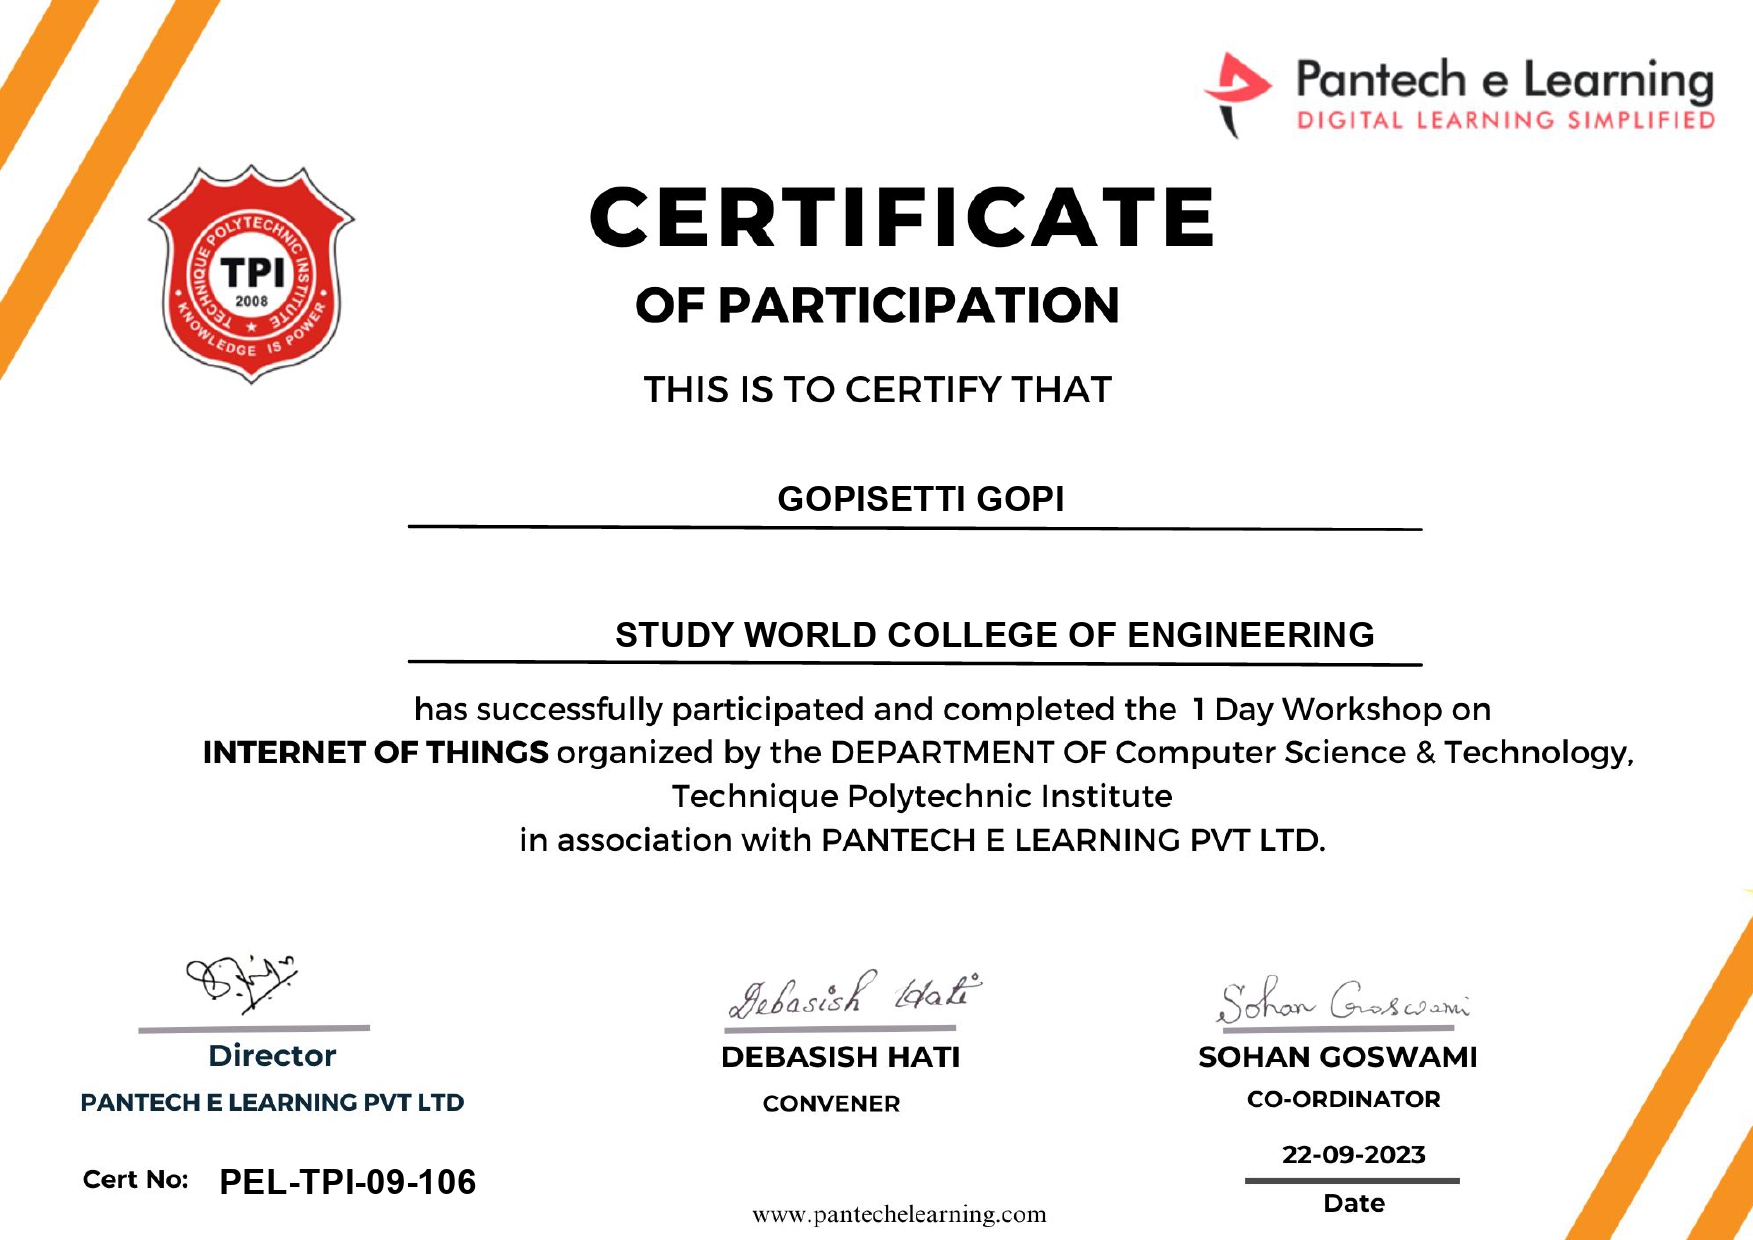 Pantech e Learning
DIGITAL LEARNING SIMPLIFIED
TECHNIQUE POLYTECHNIC INSTITUTE
TPI
2008
KNOWLEDGE IS POWER
CERTIFICATE
OF PARTICIPATION
THIS IS TO CERTIFY THAT
GOPISETTI GOPI
STUDY WORLD COLLEGE OF ENGINEERING
has successfully participated and completed the 1 Day Workshop on
INTERNET OF THINGS organized by the DEPARTMENT OF Computer Science & Technology,
Technique Polytechnic Institute
in association with PANTECH E LEARNING PVT LTD.
Debasish Hati
Sohan Goswami
Director
DEBASISH HATI
SOHAN GOSWAMI
PANTECH E LEARNING PVT LTD
CONVENER
CO-ORDINATOR
22-09-2023
Cert No: PEL-TPI-09-106
Date
www.pantechelearning.com